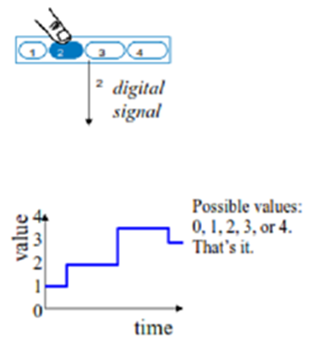 1 2 3 4
2 digital
signal
Possible values:
0, 1, 2, 3, or 4.
That's it.
value
4
3
2
1
0
time